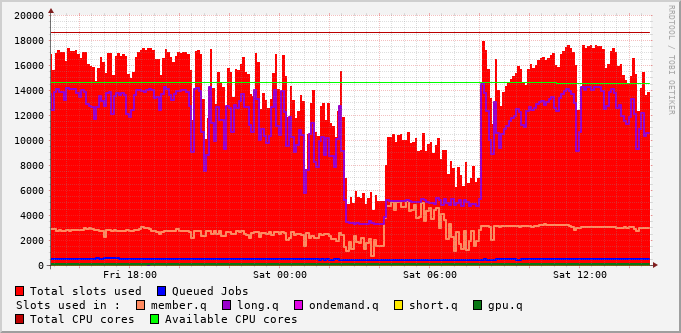 20000
18000
16000
14000
12000
10000
8000
6000
4000
2000
0
Fri 18:00 Sat 00:00 Sat 06:00 Sat 12:00
Total slots used Queued Jobs
Slots used in : member.q long.q ondemand.q short.q gpu.q
Total CPU cores Available CPU cores
RRDTOOL / TOBI OETIKER